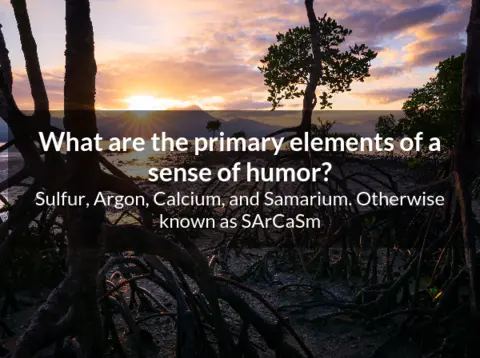 What are the primary elements of a
sense of humor?
Sulfur, Argon, Calcium, and Samarium. Otherwise
known as SArCaSm